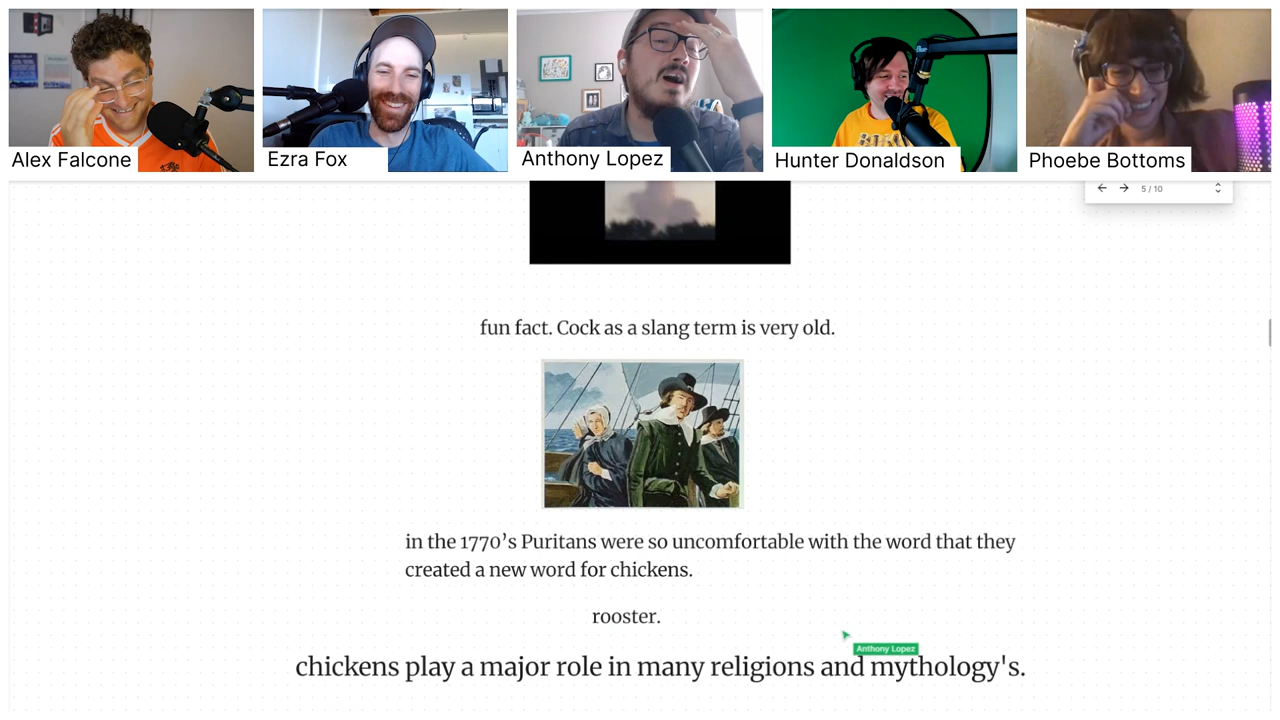 Alex Falcone
Ezra Fox
Anthony Lopez
Hunter Donaldson
Phoebe Bottoms
5 / 10
fun fact. Cock as a slang term is very old.
in the 1770’s Puritans were so uncomfortable with the word that they
created a new word for chickens.
rooster.
Anthony Lopez
chickens play a major role in many religions and mythology's.